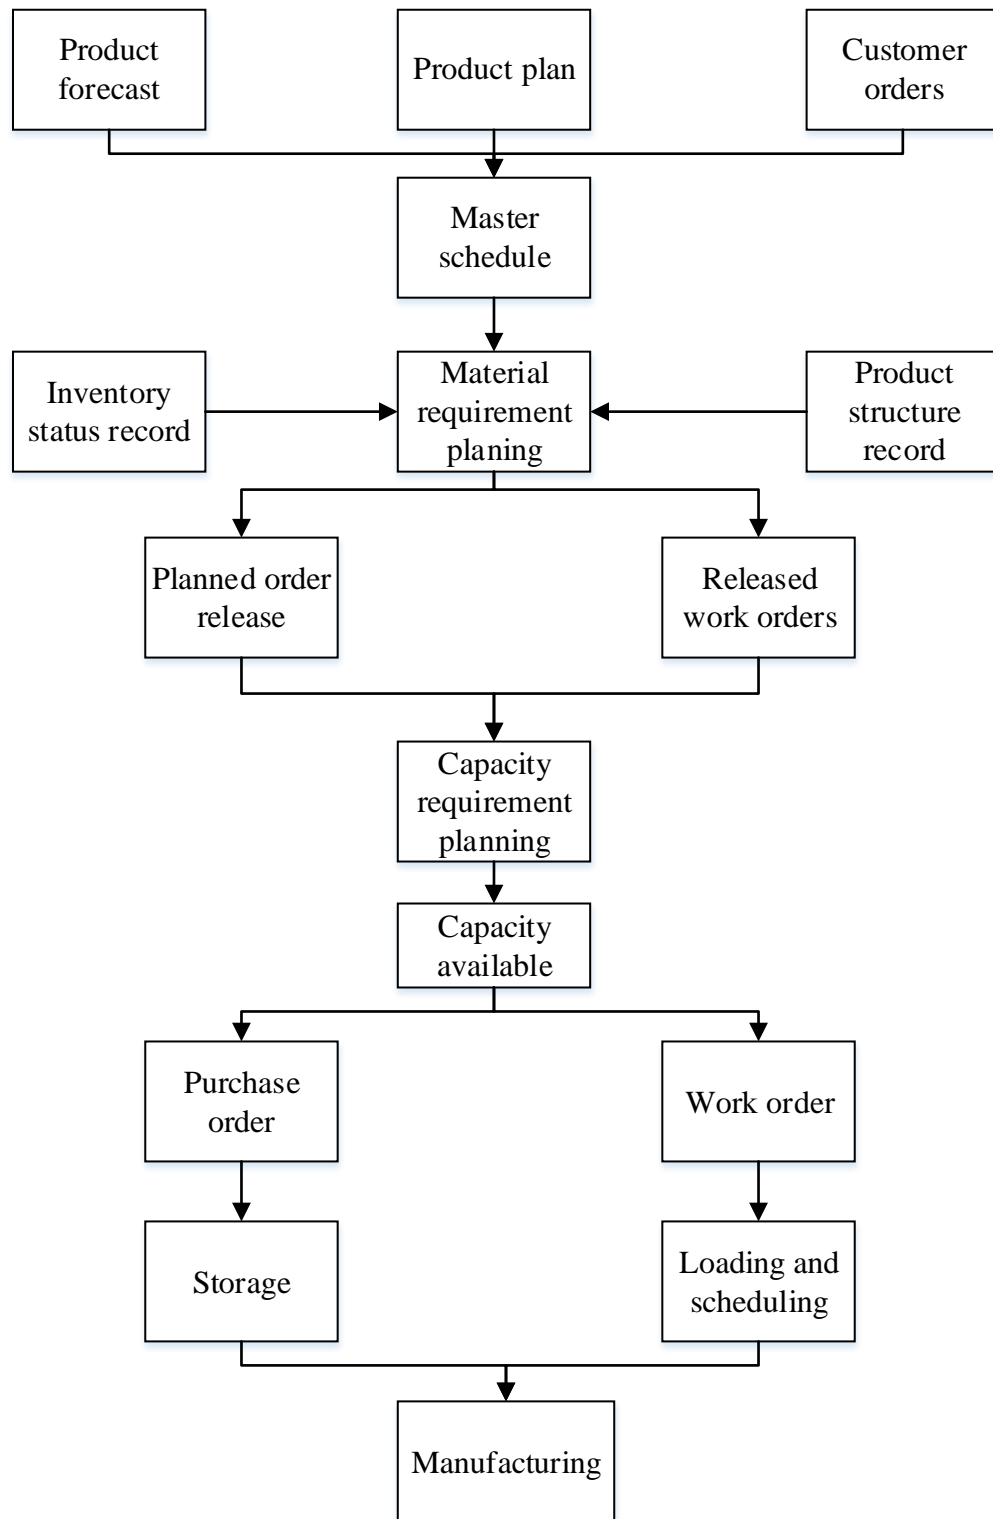 Product
forecast
Product plan
Customer
orders
Master
schedule
Inventory
status record
Material
requirement
planing
Product
structure
record
Planned order
release
Released
work orders
Capacity
requirement
planning
Capacity
available
Purchase
order
Work order
Storage
Loading and
scheduling
Manufacturing